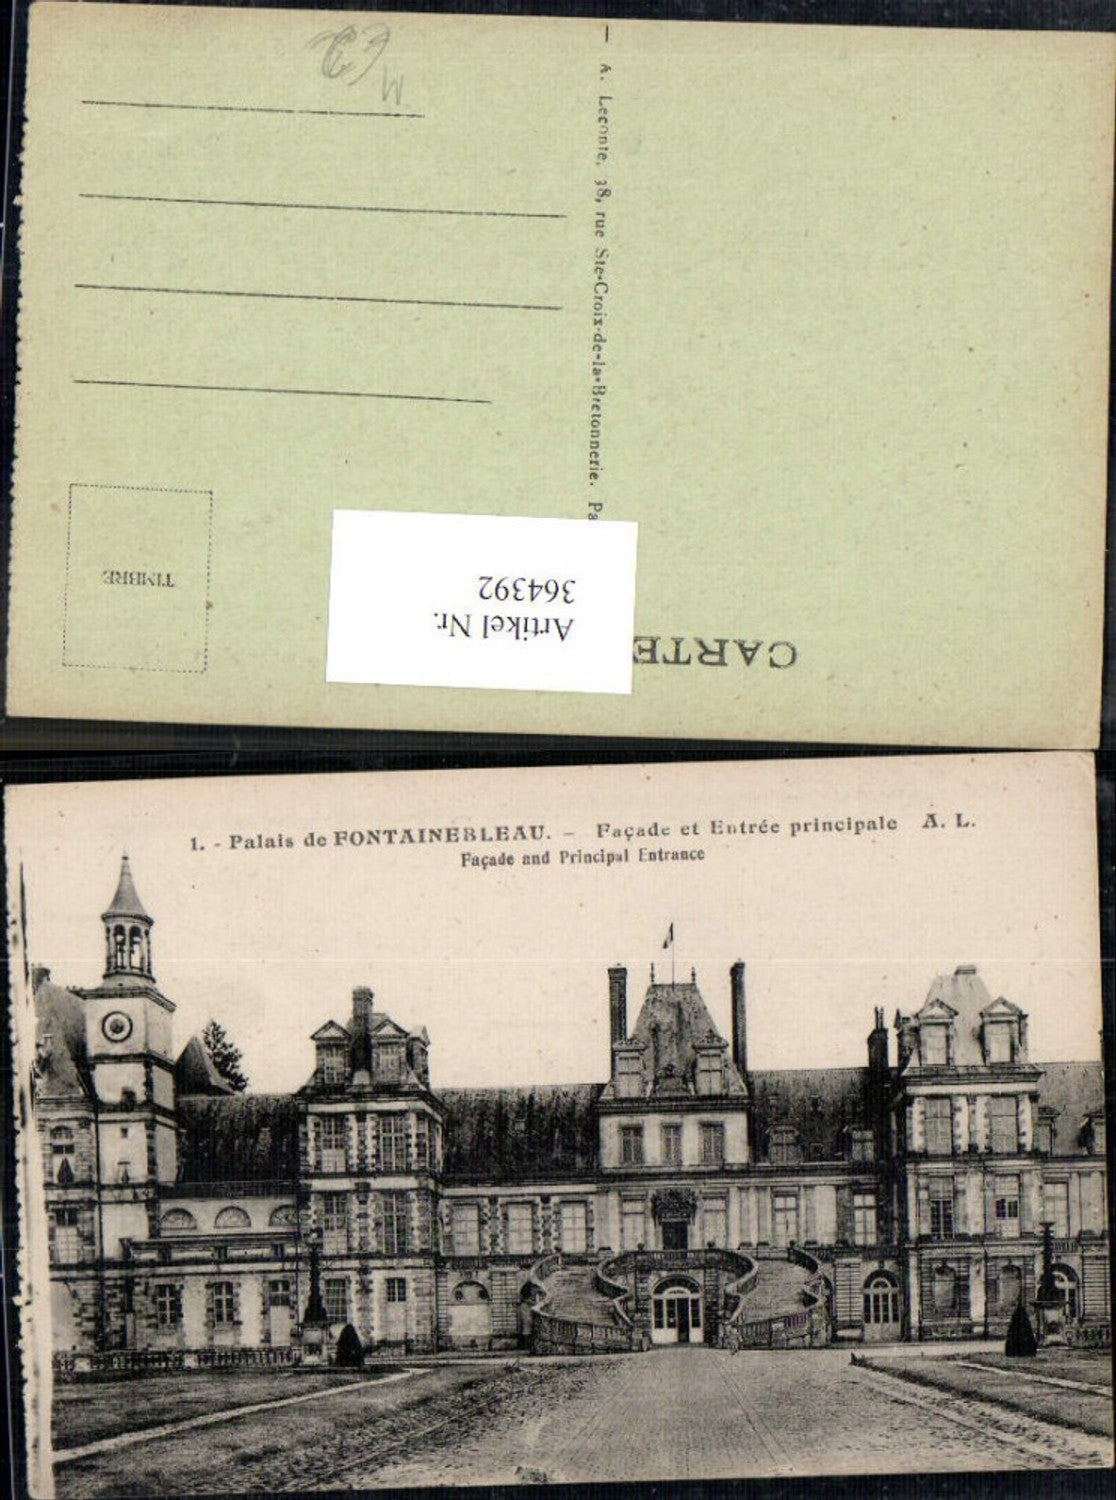 A. Leconte, 38, rue Ste-Croix-de-la-Bretonnerie. Pa
TIMBRE
Artikel Nr.
364392
CARTE
1. - Palais de FONTAINEBLEAU. - Façade et Entrée principale A. L.
Façade and Principal Entrance